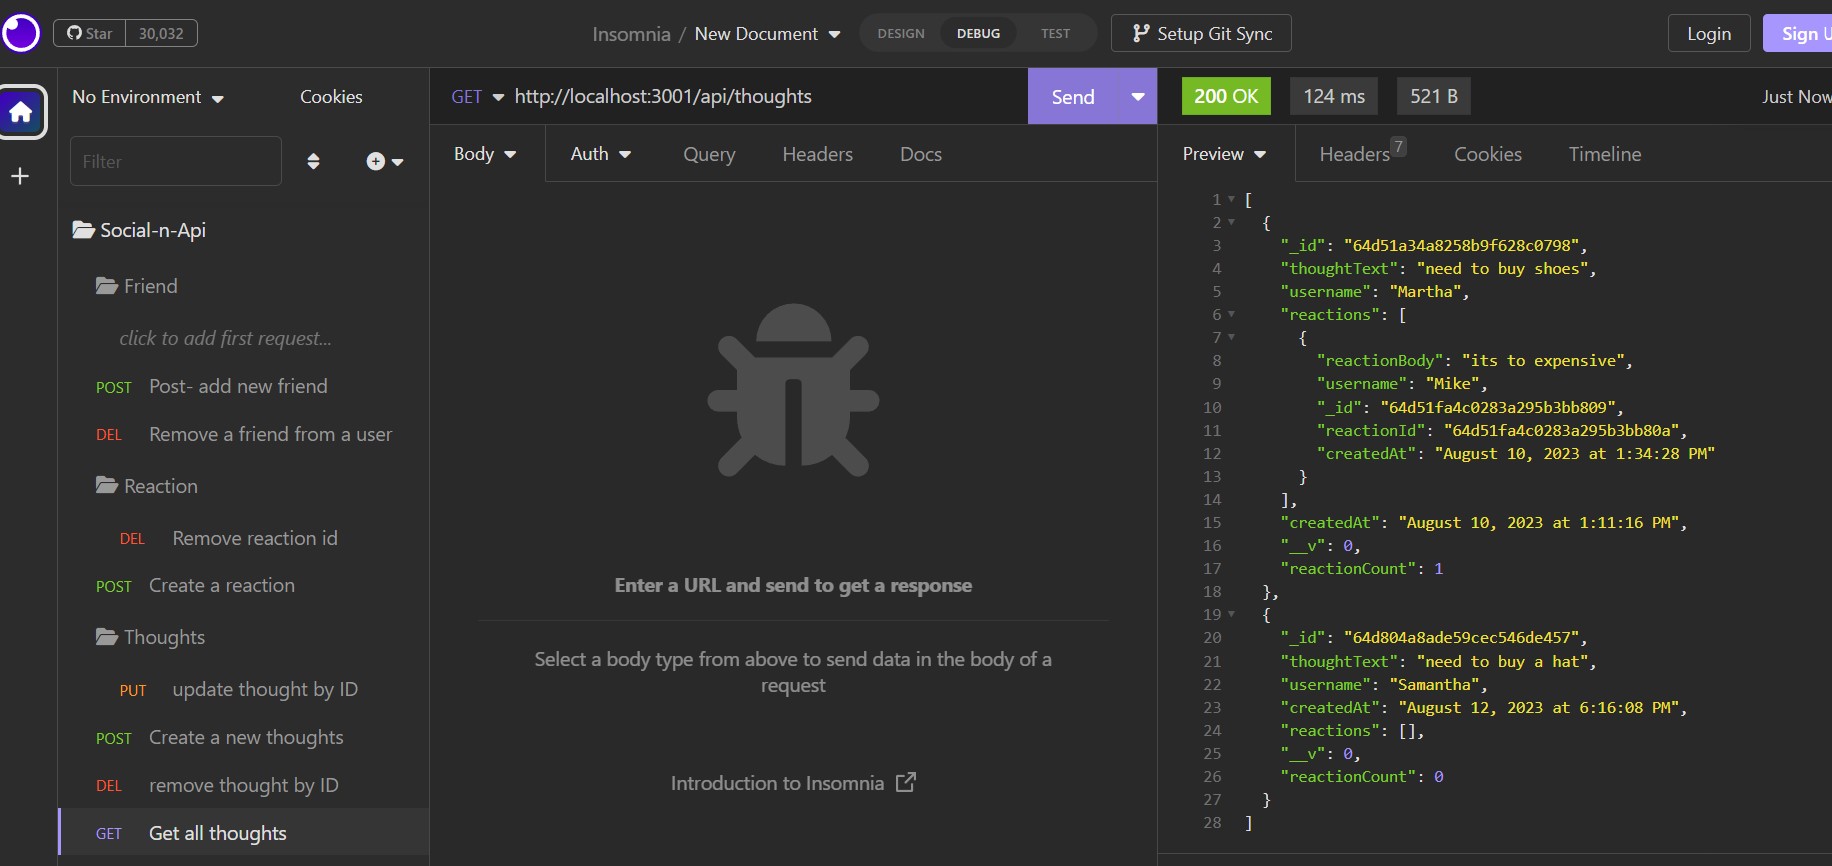 Star 30,032
Insomnia / New Document
DESIGN DEBUG TEST
Setup Git Sync
Login
Sign U
No Environment
Cookies
GET http://localhost:3001/api/thoughts
Send
200 OK
124 ms
521 B
Just Now
Filter
Body
Auth
Query
Headers
Docs
Preview
Headers 7
Cookies
Timeline
Social-n-Api
Friend
click to add first request...
POST Post- add new friend
DEL Remove a friend from a user
Reaction
DEL Remove reaction id
POST Create a reaction
Thoughts
PUT update thought by ID
POST Create a new thoughts
DEL remove thought by ID
GET Get all thoughts
Enter a URL and send to get a response
Select a body type from above to send data in the body of a
request
Introduction to Insomnia
1 [
2 {
3 "_id": "64d51a34a8258b9f628c0798",
4 "thoughtText": "need to buy shoes",
5 "username": "Martha",
6 "reactions": [
7 {
8 "reactionBody": "its to expensive",
9 "username": "Mike",
10 "_id": "64d51fa4c0283a295b3bb809",
11 "reactionId": "64d51fa4c0283a295b3bb80a",
12 "createdAt": "August 10, 2023 at 1:34:28 PM"
13 }
14 ],
15 "createdAt": "August 10, 2023 at 1:11:16 PM",
16 "__v": 0,
17 "reactionCount": 1
18 },
19 {
20 "_id": "64d804a8ade59cec546de457",
21 "thoughtText": "need to buy a hat",
22 "username": "Samantha",
23 "createdAt": "August 12, 2023 at 6:16:08 PM",
24 "reactions": [],
25 "__v": 0,
26 "reactionCount": 0
27 }
28 ]